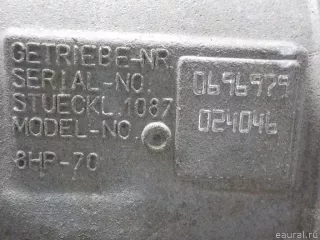 GETRIEBE-NR.
SERIAL-NO. 0696979
STUECKL.1087
MODEL-NO. 024046
8HP-70
eaural.ru